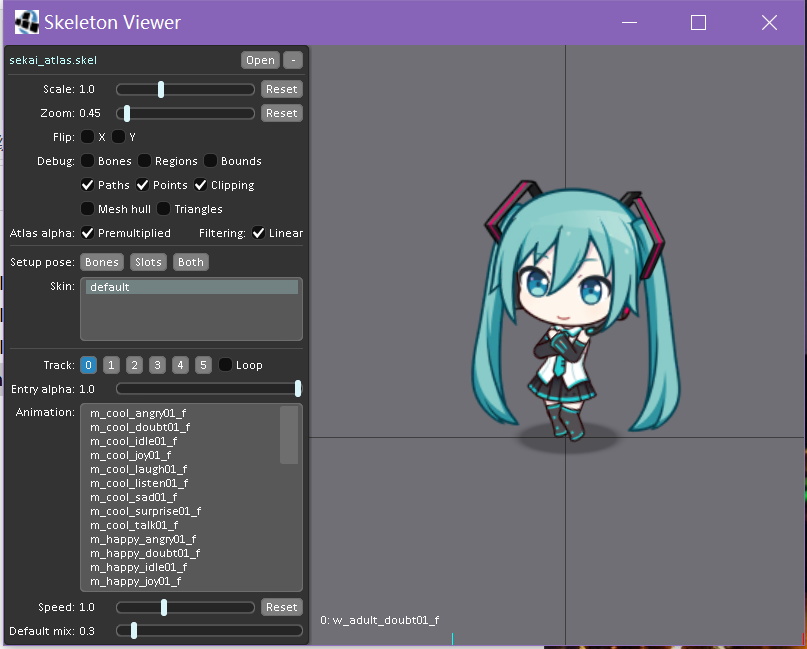 Skeleton Viewer
sekai_atlas.skel Open -
Scale: 1.0 Reset
Zoom: 0.45 Reset
Flip: X Y
Debug: Bones Regions Bounds
Paths Points Clipping
Mesh hull Triangles
Atlas alpha: Premultiplied Filtering: Linear
Setup pose: Bones Slots Both
Skin: default
Track: 0 1 2 3 4 5 Loop
Entry alpha: 1.0
Animation: m_cool_angry01_f
m_cool_doubt01_f
m_cool_idle01_f
m_cool_joy01_f
m_cool_laugh01_f
m_cool_listen01_f
m_cool_sad01_f
m_cool_surprise01_f
m_cool_talk01_f
m_happy_angry01_f
m_happy_doubt01_f
m_happy_idle01_f
m_happy_joy01_f
Speed: 1.0 Reset
Default mix: 0.3
0: w_adult_doubt01_f